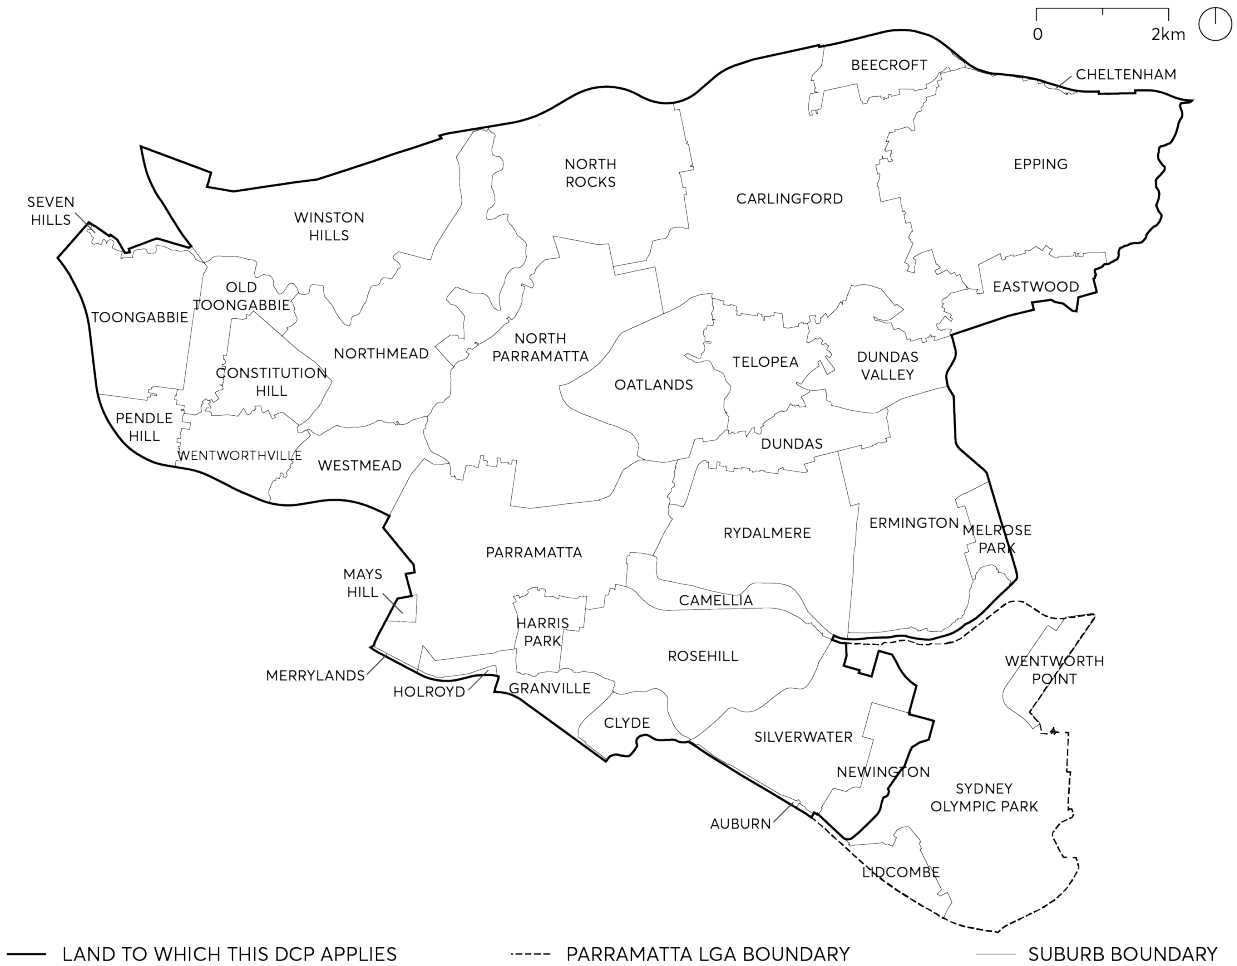 0 2km
BEECROFT
CHELTENHAM
NORTH
ROCKS
EPPING
CARLINGFORD
SEVEN
HILLS
WINSTON
HILLS
OLD
TOONGABBIE
EASTWOOD
TOONGABBIE
NORTHMEAD
NORTH
PARRAMATTA
TELOPEA
DUNDAS
VALLEY
CONSTITUTION
HILL
OATLANDS
PENDLE
HILL
DUNDAS
WENTWORTHVILLE
WESTMEAD
RYDALMERE
ERMINGTON
MELROSE
PARK
PARRAMATTA
MAYS
HILL
CAMELLIA
HARRIS
PARK
ROSEHILL
WENTWORTH
POINT
MERRYLANDS
HOLROYD
GRANVILLE
CLYDE
SILVERWATER
NEWINGTON
SYDNEY
OLYMPIC PARK
AUBURN
LIDCOMBE
LAND TO WHICH THIS DCP APPLIES
PARRAMATTA LGA BOUNDARY
SUBURB BOUNDARY